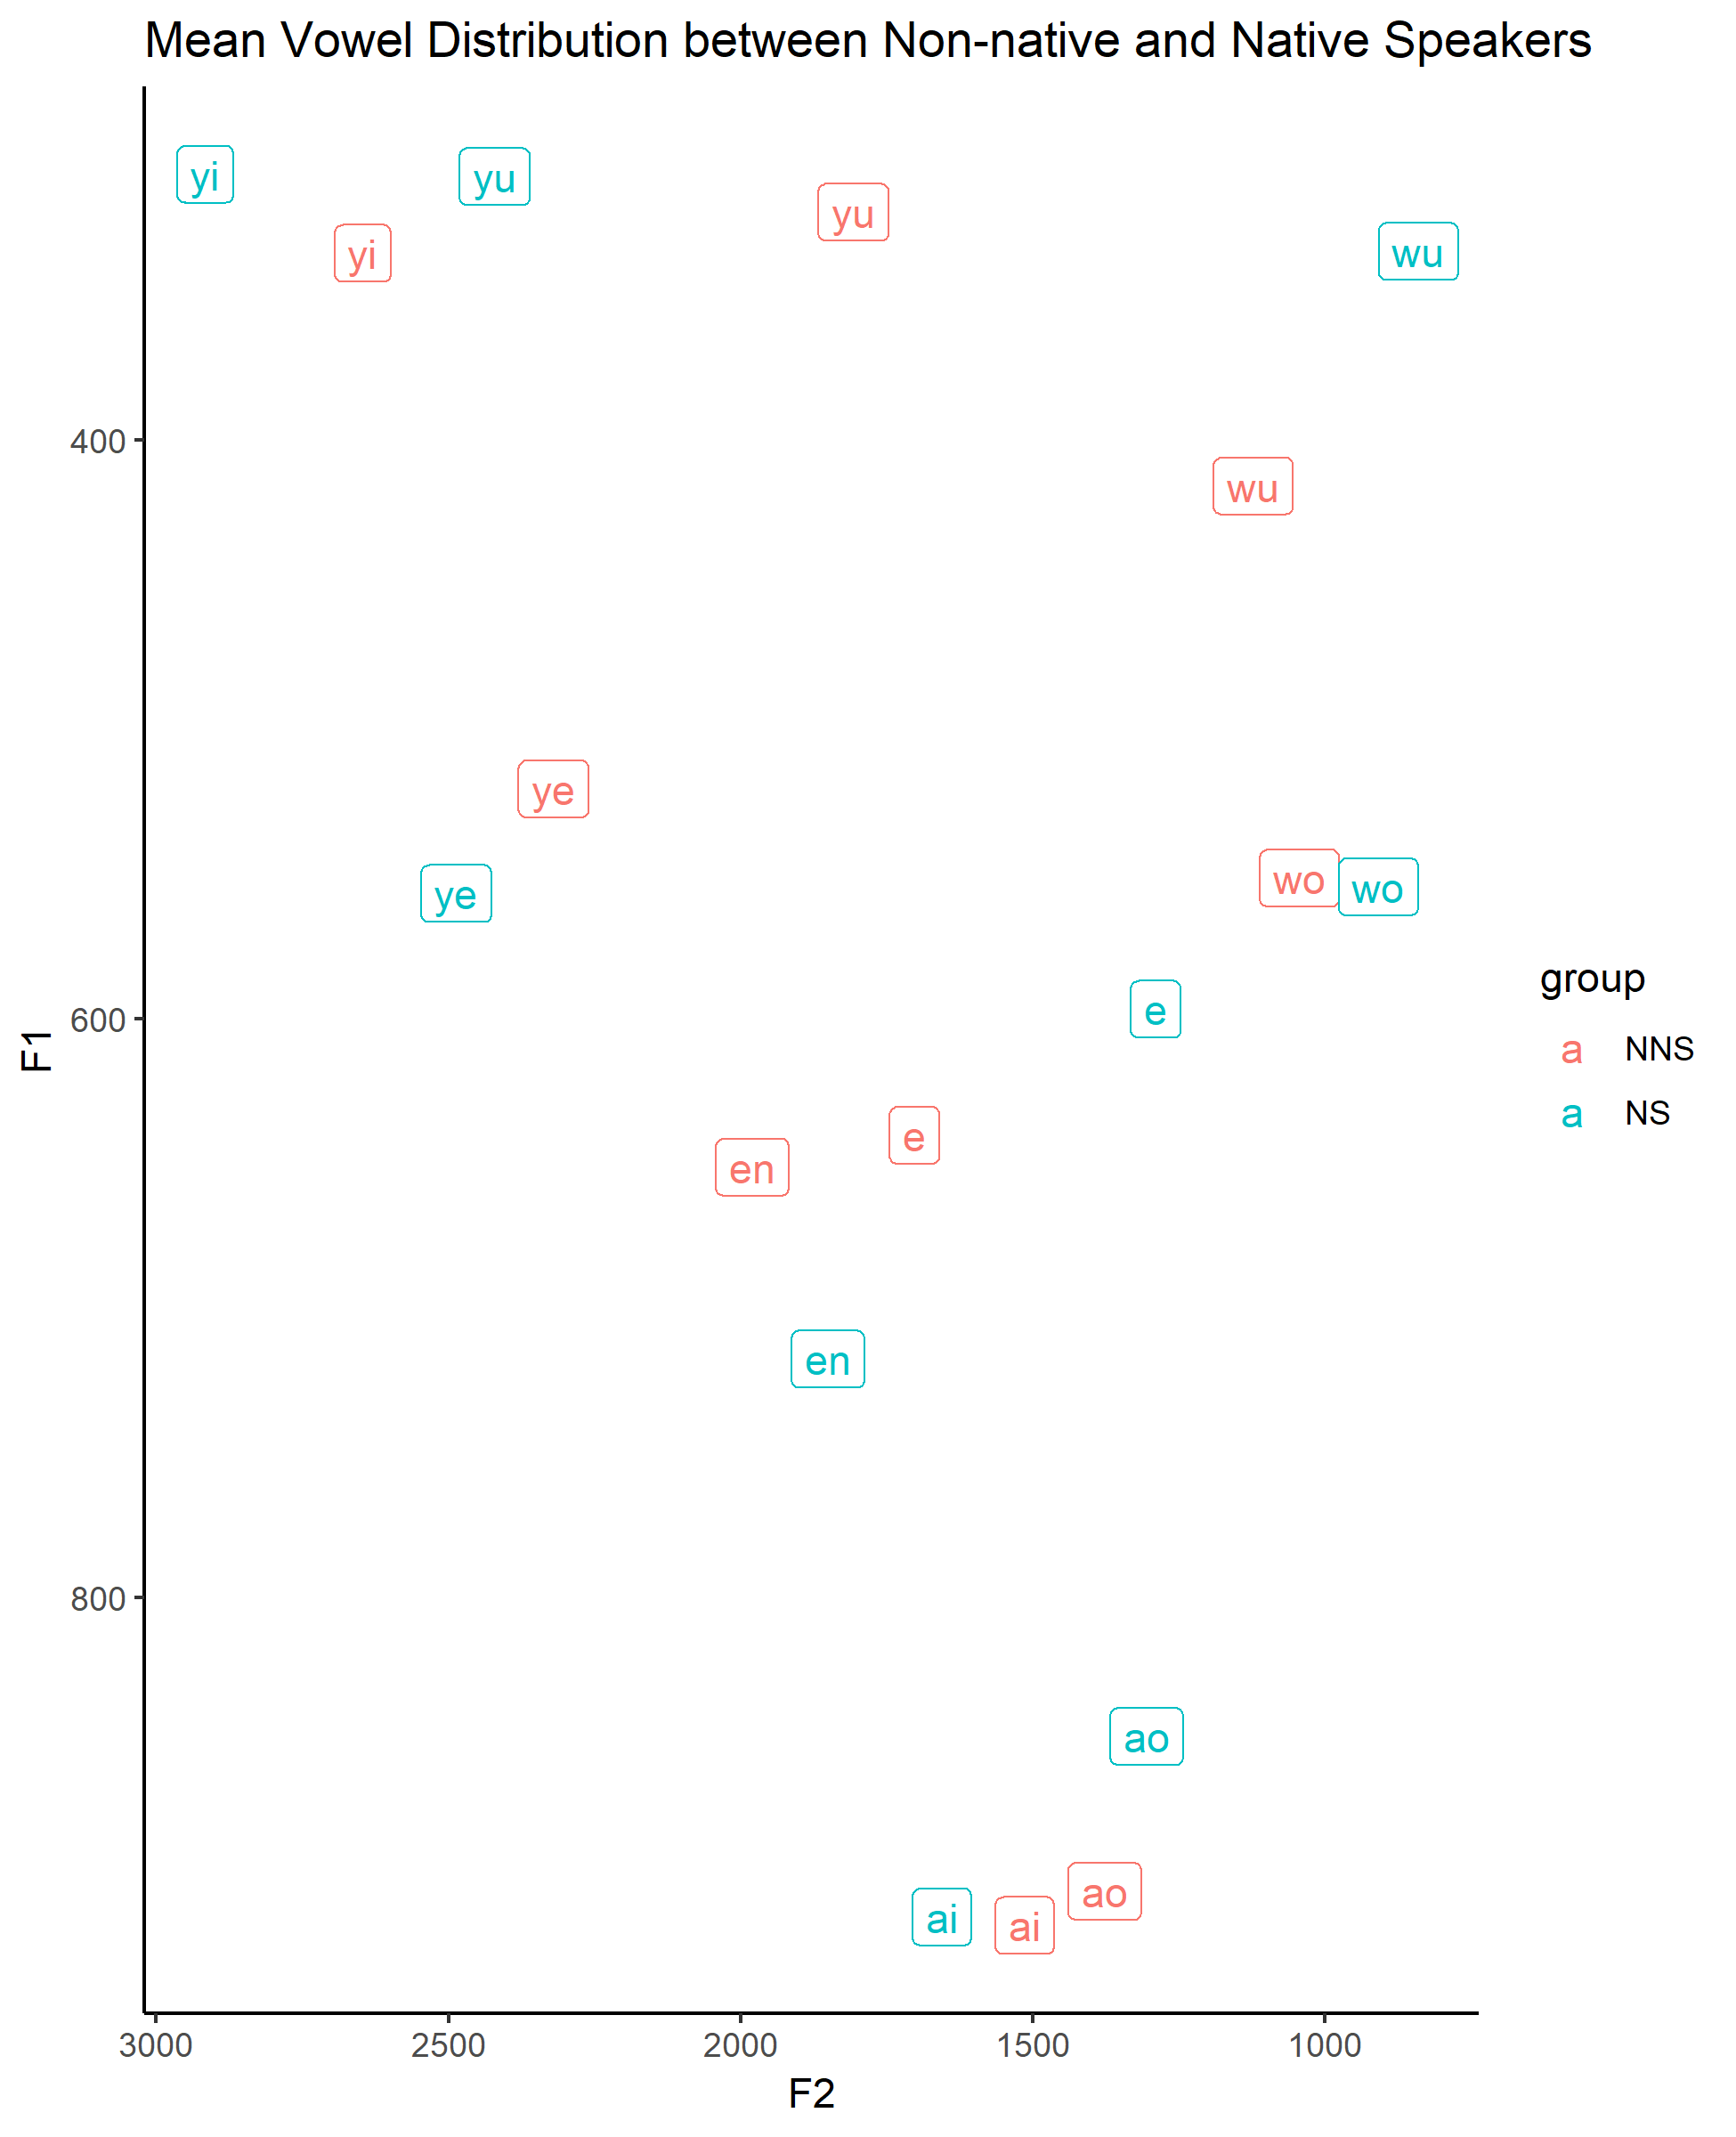 Mean Vowel Distribution between Non-native and Native Speakers
yi
yu
yu
yi
wu
400
wu
ye
ye
wo
wo
e
600
F1
e
en
en
800
ao
ao
ai
ai
group
a NNS
a NS
3000 2500 2000 1500 1000
F2